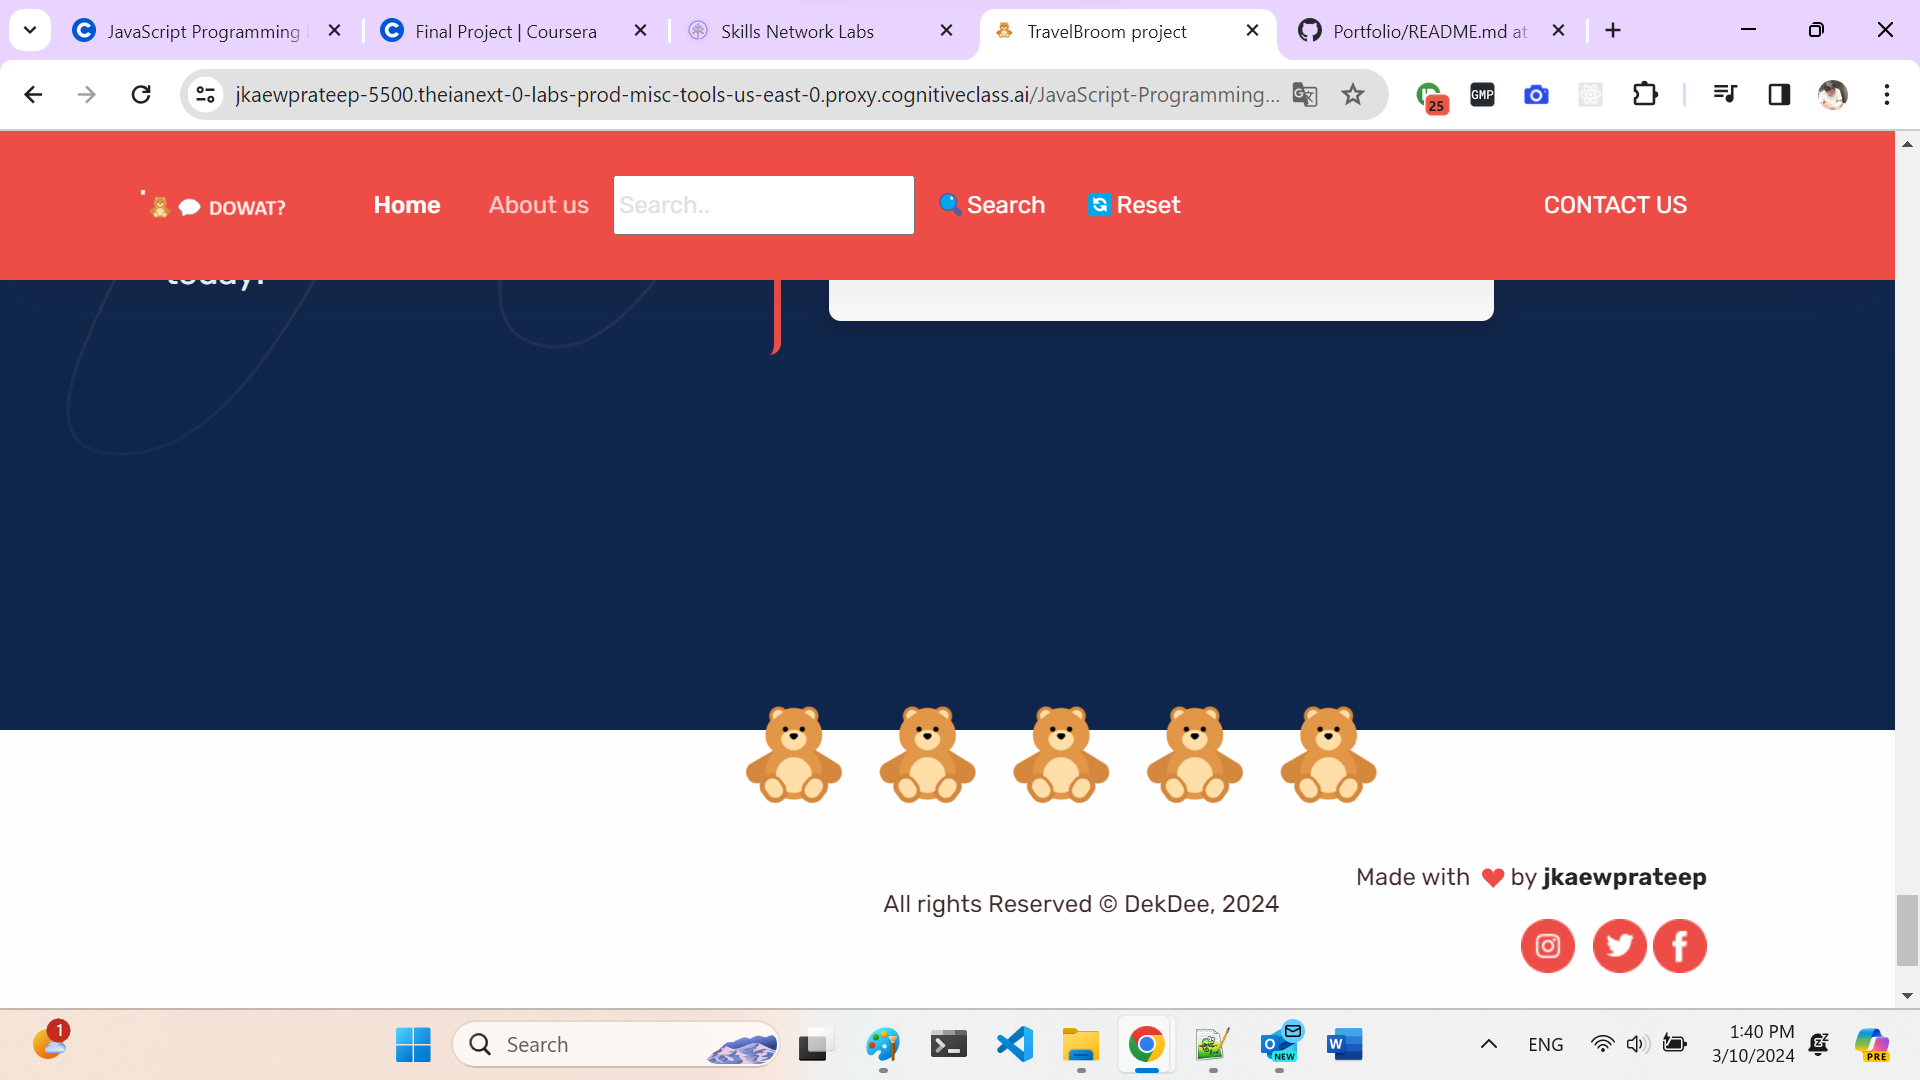 JavaScript Programming
Final Project | Coursera
Skills Network Labs
TravelBroom project
Portfolio/README.md at
jkaewprateep-5500.theianext-0-labs-prod-misc-tools-us-east-0.proxy.cognitiveclass.ai/JavaScript-Programming...
25
GMP
DOWAT?
Home
About us
Search..
Search
Reset
CONTACT US
today!
Made with ❤ by jkaewprateep
All rights Reserved © DekDee, 2024
1
Search
NEW
ENG
1:40 PM
3/10/2024
PRE